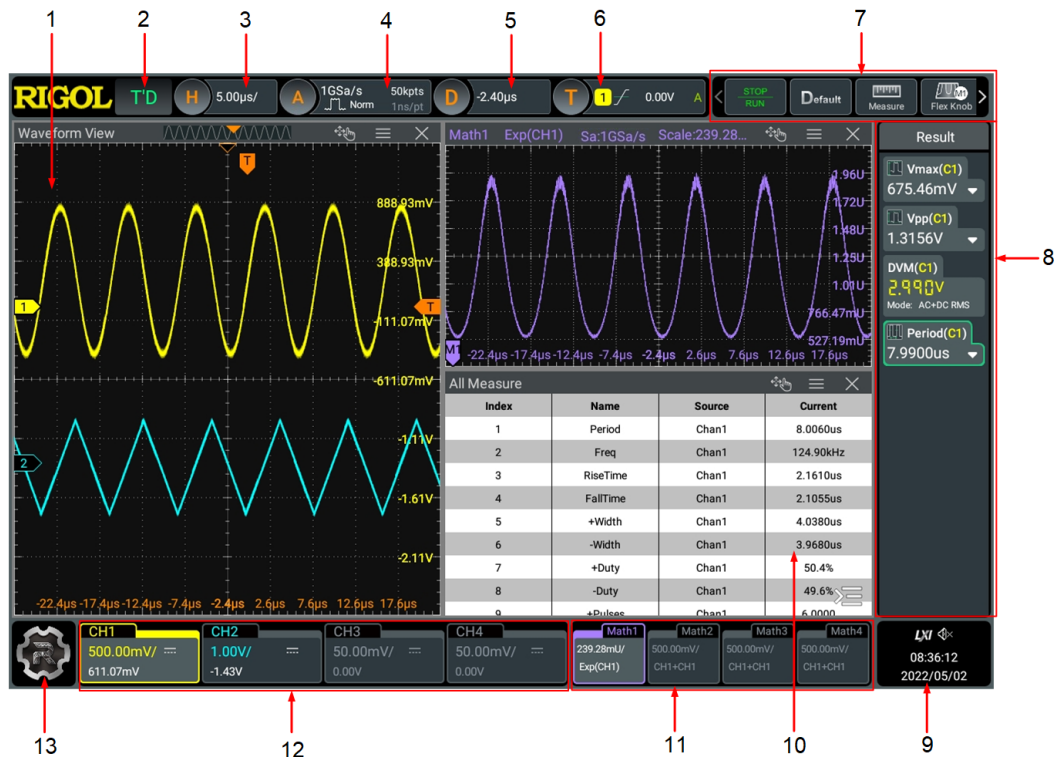 1 2 3 4 5 6 7
RIGOL T'D H 5.00µs/ A 1GSa/s 50kpts Norm 1ns/pt D -2.40µs T 1 0.00V A < STOP RUN Default Measure Flex Knob M1 >
Waveform View
T
888.93mV
388.93mV
1 T
-111.07mV
-611.07mV
-1.11V
2
-1.61V
-2.11V
-22.4µs -17.4µs -12.4µs -7.4µs -2.4µs 2.6µs 7.6µs 12.6µs 17.6µs
Math1 Exp(CH1) Sa:1GSa/s Scale:239.28...
1.96U
1.72U
1.48U
1.25U
1.01U
766.47mU
527.19mU
M1
-22.4µs -17.4µs -12.4µs -7.4µs -2.4µs 2.6µs 7.6µs 12.6µs 17.6µs
All Measure
Index Name Source Current
1 Period Chan1 8.0060us
2 Freq Chan1 124.90kHz
3 RiseTime Chan1 2.1610us
4 FallTime Chan1 2.1055us
5 +Width Chan1 4.0380us
6 -Width Chan1 3.9680us
7 +Duty Chan1 50.4%
8 -Duty Chan1 49.6%
9 +Pulses Chan1 6.0000
Result
Vmax(C1)
675.46mV
Vpp(C1)
1.3156V
DVM(C1)
2.990V
Mode: AC+DC RMS
Period(C1)
7.9900us
8
R
CH1 CH2 CH3 CH4
500.00mV/ 1.00V/ 50.00mV/ 50.00mV/
611.07mV -1.43V 0.00V 0.00V
Math1 Math2 Math3 Math4
239.28mU/ 500.00mV/ 500.00mV/ 500.00mV/
Exp(CH1) CH1+CH1 CH1+CH1 CH1+CH1
LXI
08:36:12
2022/05/02
13 12 11 10 9